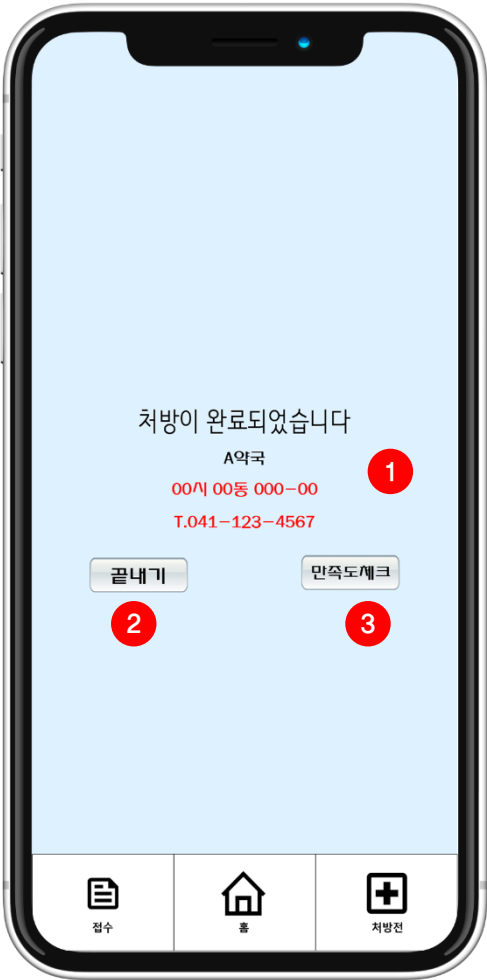 처방이 완료되었습니다
A약국
00시 00동 000-00
1
T.041-123-4567
끝내기
만족도체크
2
3
접수
홈
처방전